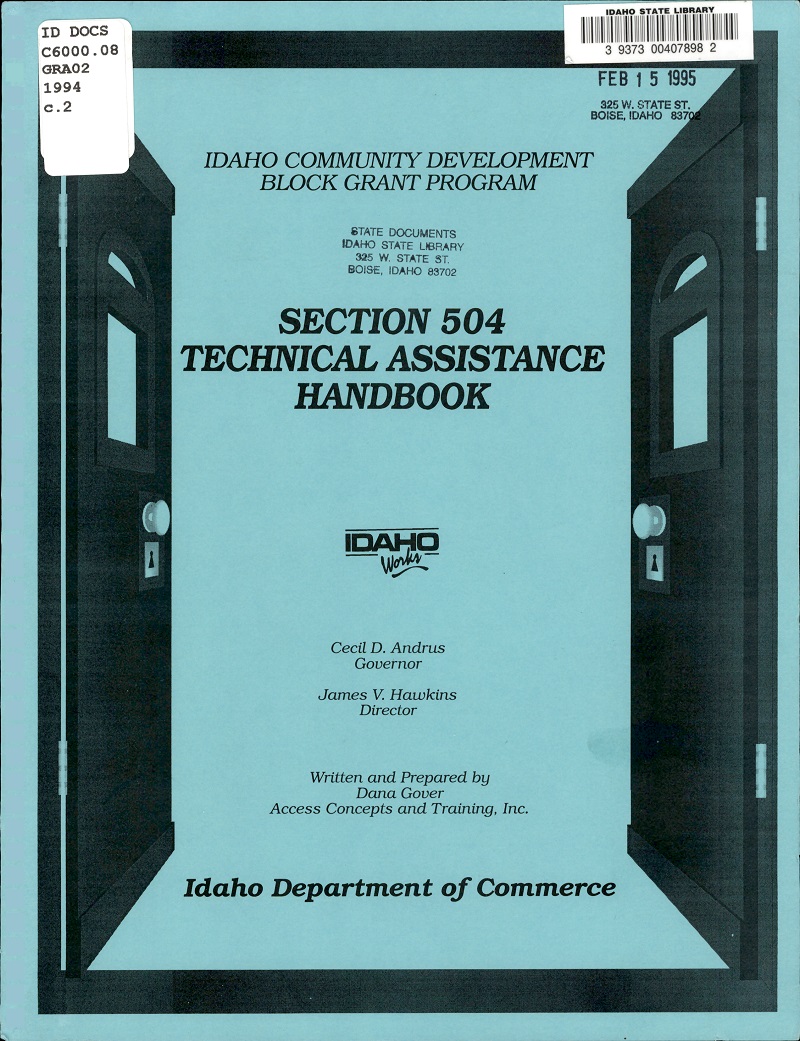 ID DOCS
C6000.08
GRA02
1994
c.2
IDAHO STATE LIBRARY
3 9373 00407898 2
FEB 15 1995
325 W. STATE ST.
BOISE, IDAHO 83702
IDAHO COMMUNITY DEVELOPMENT
BLOCK GRANT PROGRAM
STATE DOCUMENTS
IDAHO STATE LIBRARY
325 W. STATE ST.
BOISE, IDAHO 83702
SECTION 504
TECHNICAL ASSISTANCE
HANDBOOK
IDAHO
Works
Cecil D. Andrus
Governor
James V. Hawkins
Director
Written and Prepared by
Dana Gover
Access Concepts and Training, Inc.
Idaho Department of Commerce